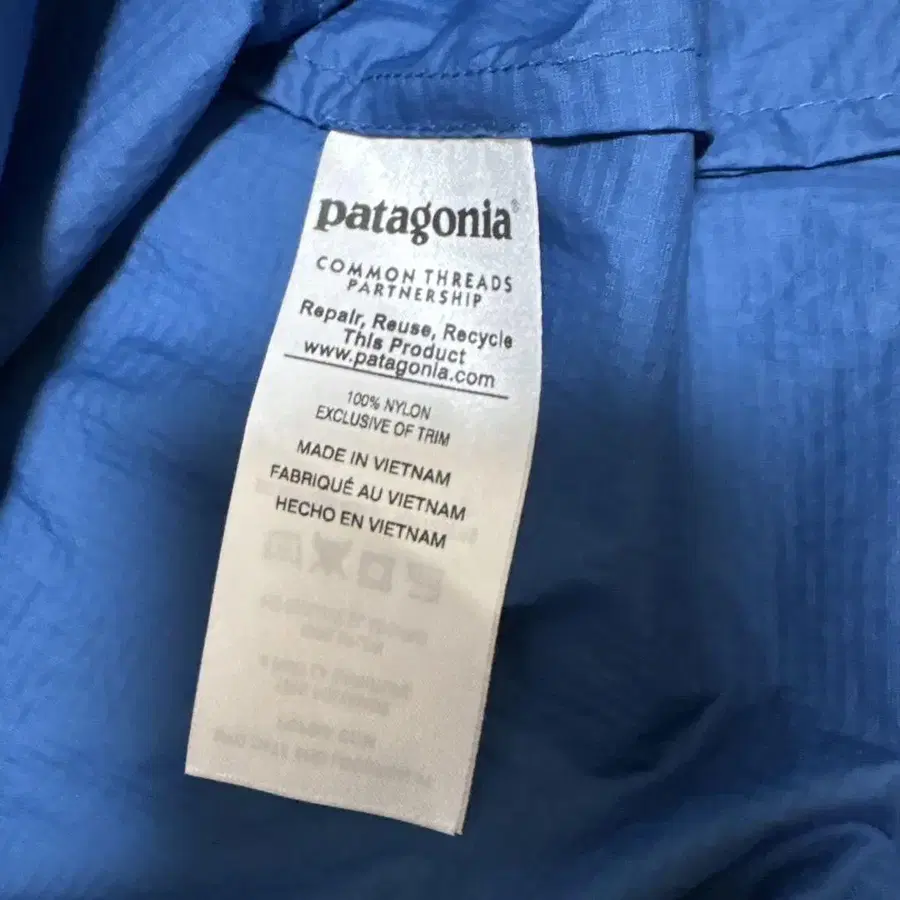 patagonia®
COMMON THREADS
PARTNERSHIP
Repair, Reuse, Recycle
This Product
www.patagonia.com
100% NYLON
EXCLUSIVE OF TRIM
MADE IN VIETNAM
FABRIQUÉ AU VIETNAM
HECHO EN VIETNAM